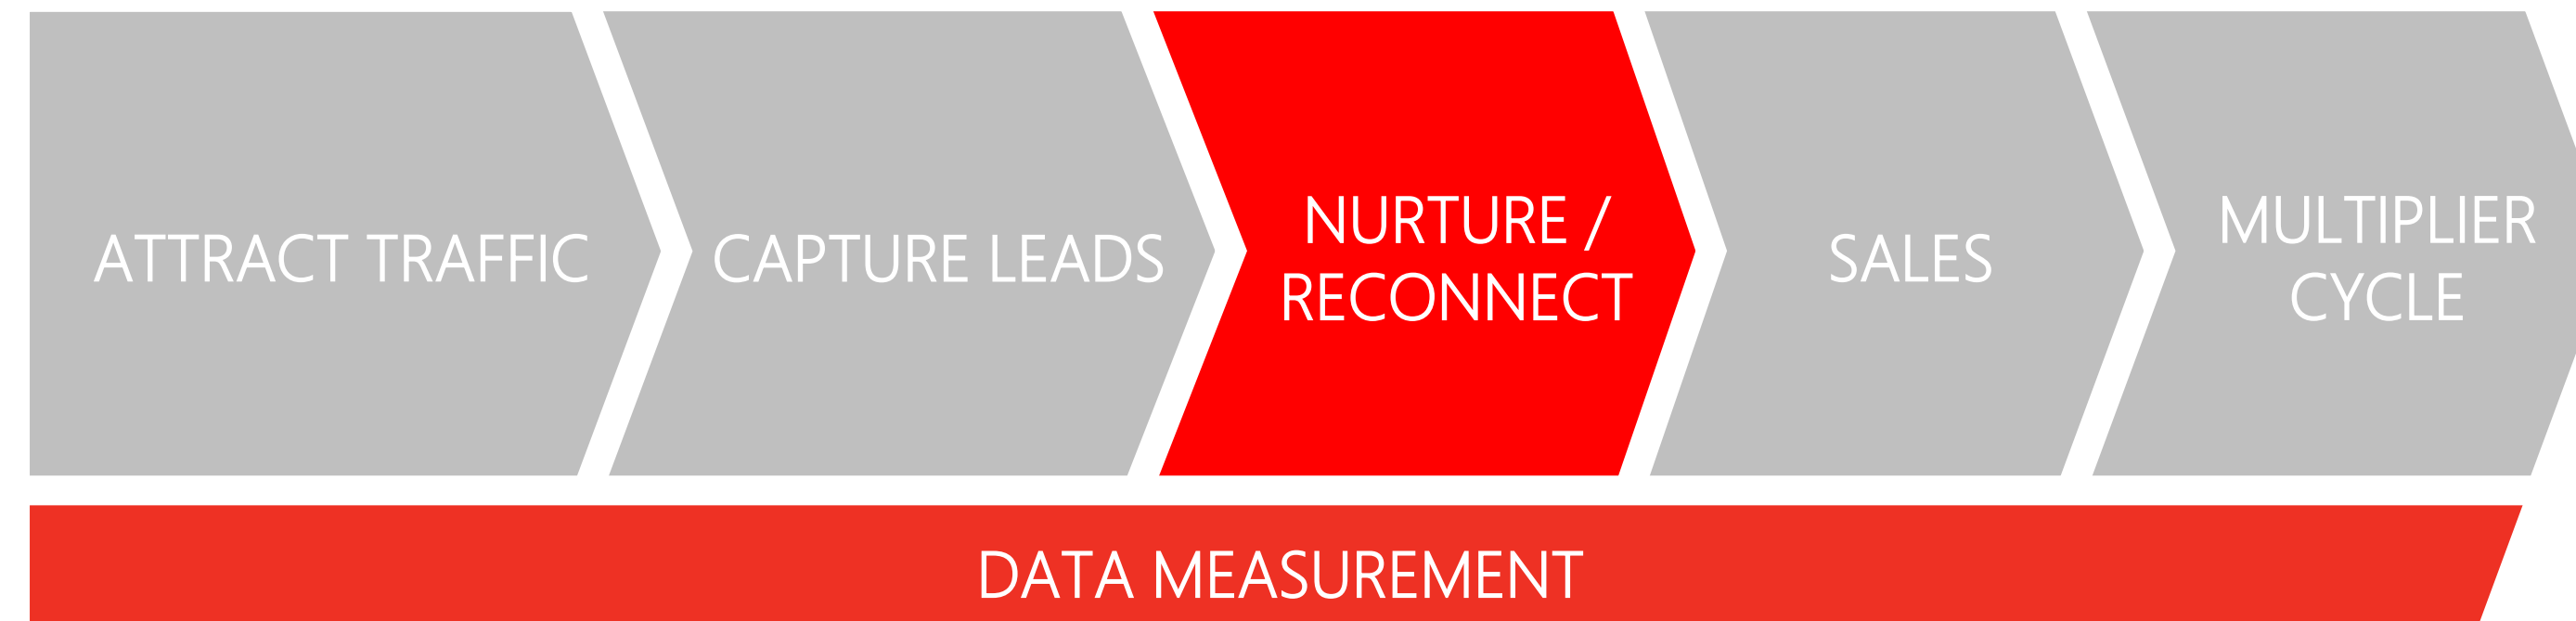 ATTRACT TRAFFIC
CAPTURE LEADS
NURTURE /
RECONNECT
SALES
MULTIPLIER
CYCLE
DATA MEASUREMENT